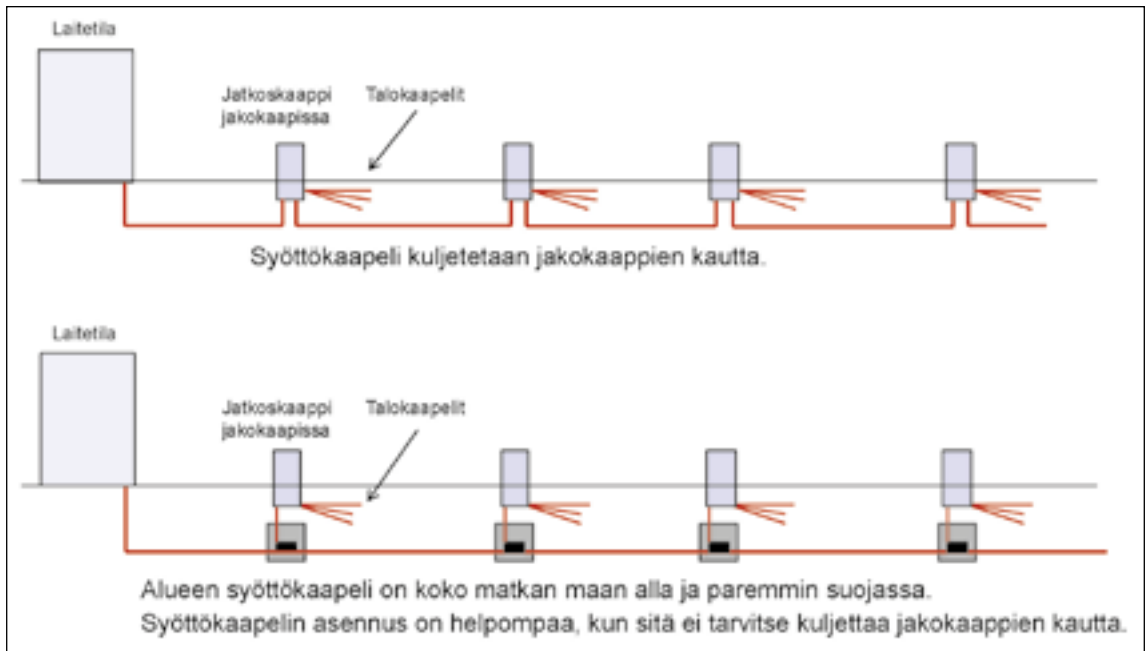 Laitetila
Jatkoskaappi
jakokaapissa
Talokaapelit
Syöttökaapeli kuljetetaan jakokaappien kautta.
Laitetila
Jatkoskaappi
jakokaapissa
Talokaapelit
Alueen syöttökaapeli on koko matkan maan alla ja paremmin suojassa.
Syöttökaapelin asennus on helpompaa, kun sitä ei tarvitse kuljettaa jakokaappien kautta.